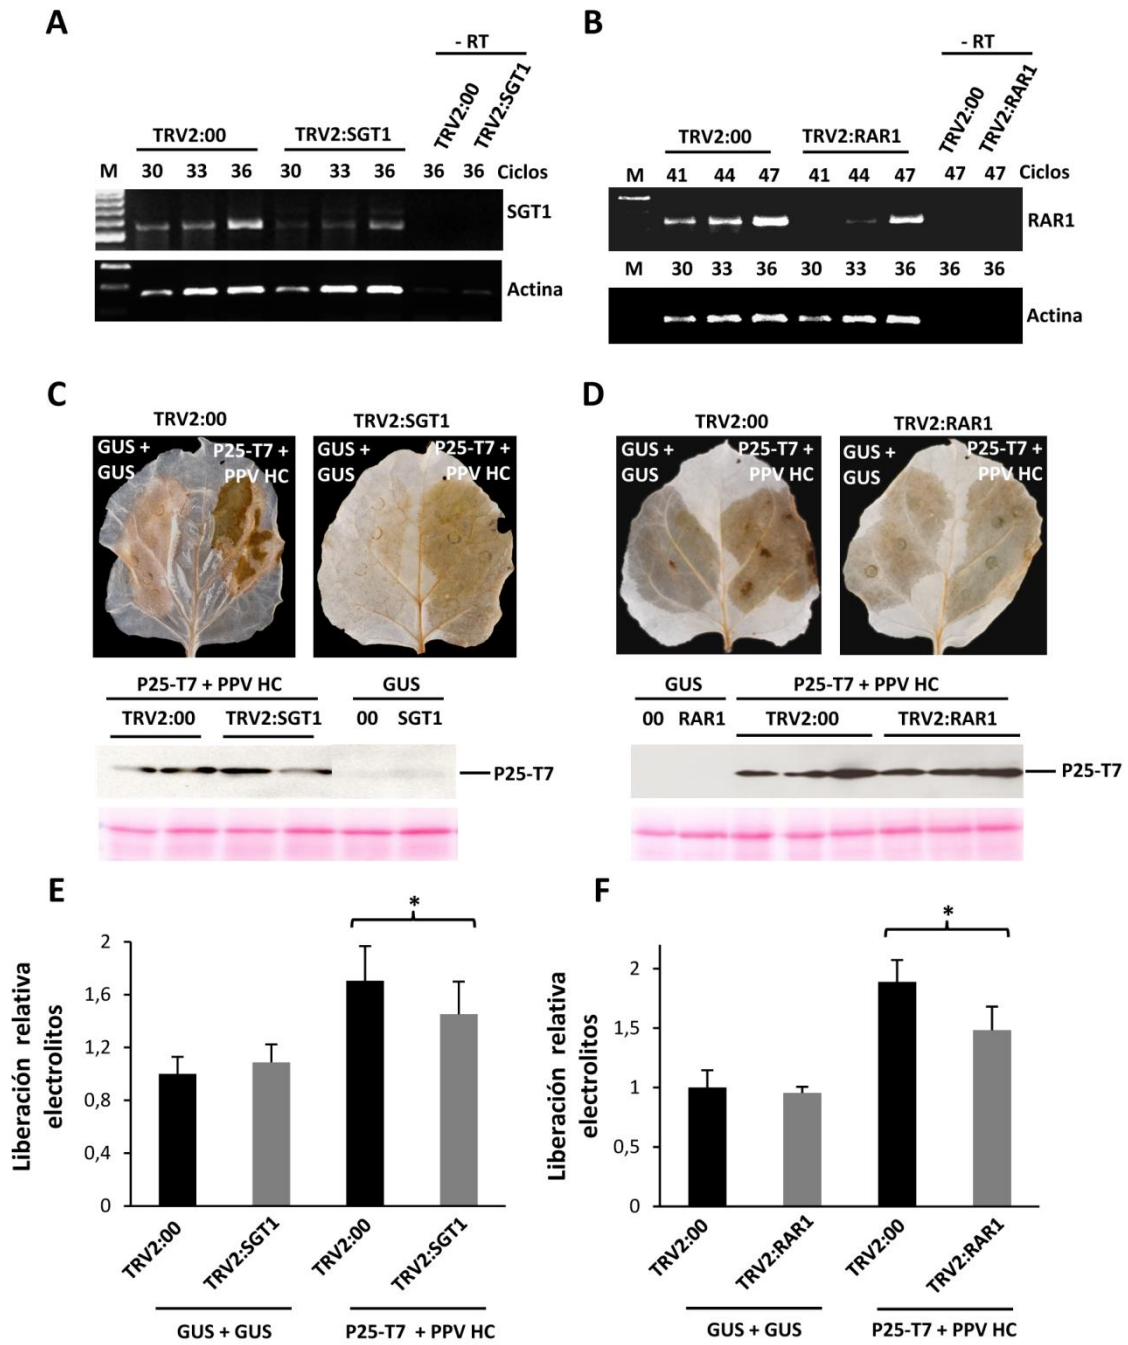 A
- RT
TRV2:00
TRV2:SGT1
TRV2:00
TRV2:SGT1
M
30
33
36
30
33
36
36
36
Ciclos
SGT1
Actina
B
- RT
TRV2:00
TRV2:RAR1
TRV2:00
TRV2:RAR1
M
41
44
47
41
44
47
47
47
Ciclos
RAR1
M
30
33
36
30
33
36
36
36
Actina
C
TRV2:00
TRV2:SGT1
GUS +
GUS
P25-T7 +
PPV HC
GUS +
GUS
P25-T7 +
PPV HC
P25-T7 + PPV HC
GUS
TRV2:00
TRV2:SGT1
00
SGT1
P25-T7
D
TRV2:00
TRV2:RAR1
GUS +
GUS
P25-T7 +
PPV HC
GUS +
GUS
P25-T7 +
PPV HC
GUS
P25-T7 + PPV HC
00
RAR1
TRV2:00
TRV2:RAR1
P25-T7
E
*
Liberación relativa
electrolitos
2
1,6
1,2
0,8
0,4
0
TRV2:00
TRV2:SGT1
TRV2:00
TRV2:SGT1
GUS + GUS
P25-T7 + PPV HC
F
*
Liberación relativa
electrolitos
2
1,5
1
0,5
0
TRV2:00
TRV2:RAR1
TRV2:00
TRV2:RAR1
GUS + GUS
P25-T7 + PPV HC